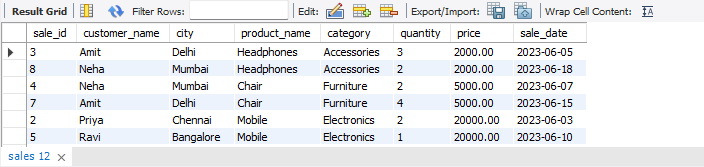 Result Grid Filter Rows: Edit: Export/Import: Wrap Cell Content: IA
sale_id customer_name city product_name category quantity price sale_date
3 Amit Delhi Headphones Accessories 3 2000.00 2023-06-05
8 Neha Mumbai Headphones Accessories 2 2000.00 2023-06-18
4 Neha Mumbai Chair Furniture 2 5000.00 2023-06-07
7 Amit Delhi Chair Furniture 4 5000.00 2023-06-15
2 Priya Chennai Mobile Electronics 2 20000.00 2023-06-03
5 Ravi Bangalore Mobile Electronics 1 20000.00 2023-06-10
sales 12